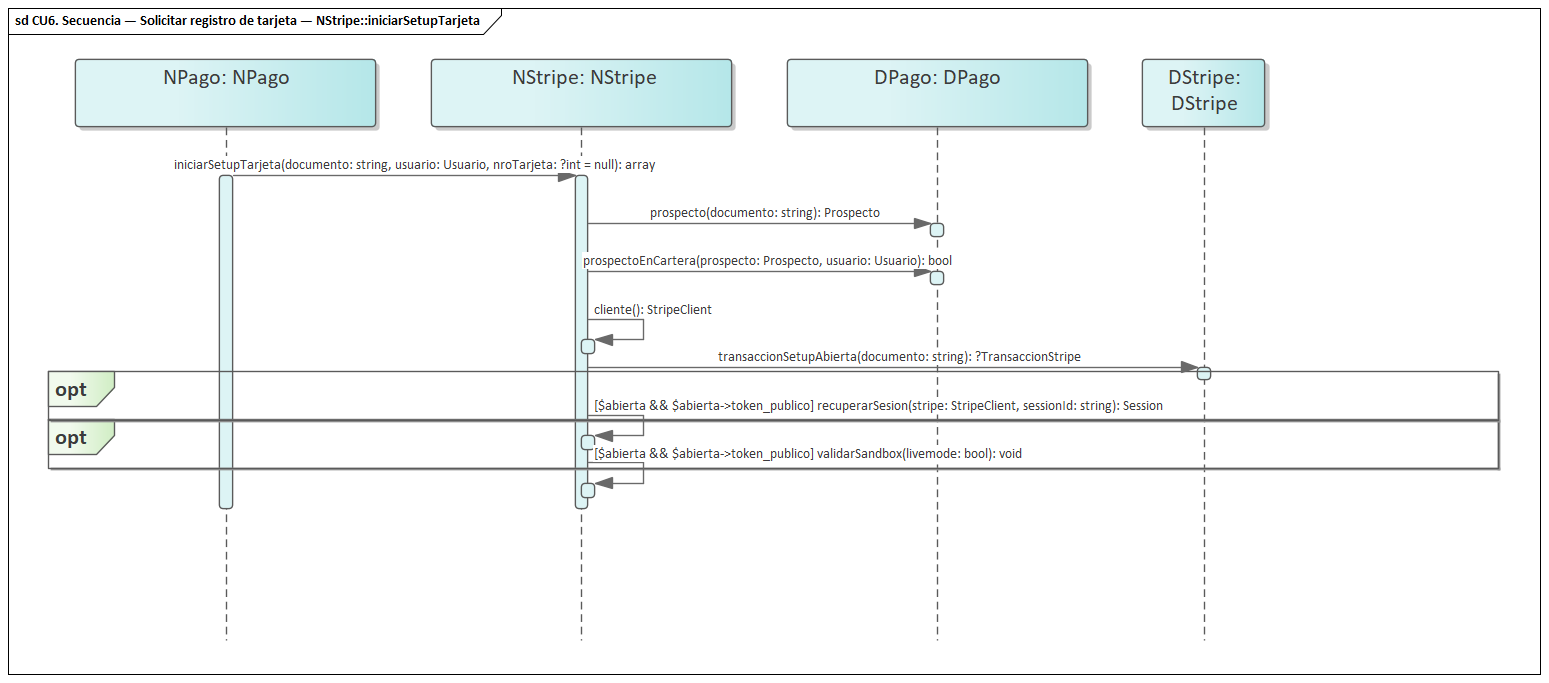 sd CU6. Secuencia — Solicitar registro de tarjeta — NStripe::iniciarSetupTarjeta
NPago: NPago
NStripe: NStripe
DPago: DPago
DStripe:
DStripe
iniciarSetupTarjeta(documento: string, usuario: Usuario, nroTarjeta: ?int = null): array
prospecto(documento: string): Prospecto
prospectoEnCartera(prospecto: Prospecto, usuario: Usuario): bool
cliente(): StripeClient
transaccionSetupAbierta(documento: string): ?TransaccionStripe
opt
[$abierta && $abierta->token_publico] recuperarSesion(stripe: StripeClient, sessionId: string): Session
opt
[$abierta && $abierta->token_publico] validarSandbox(livemode: bool): void